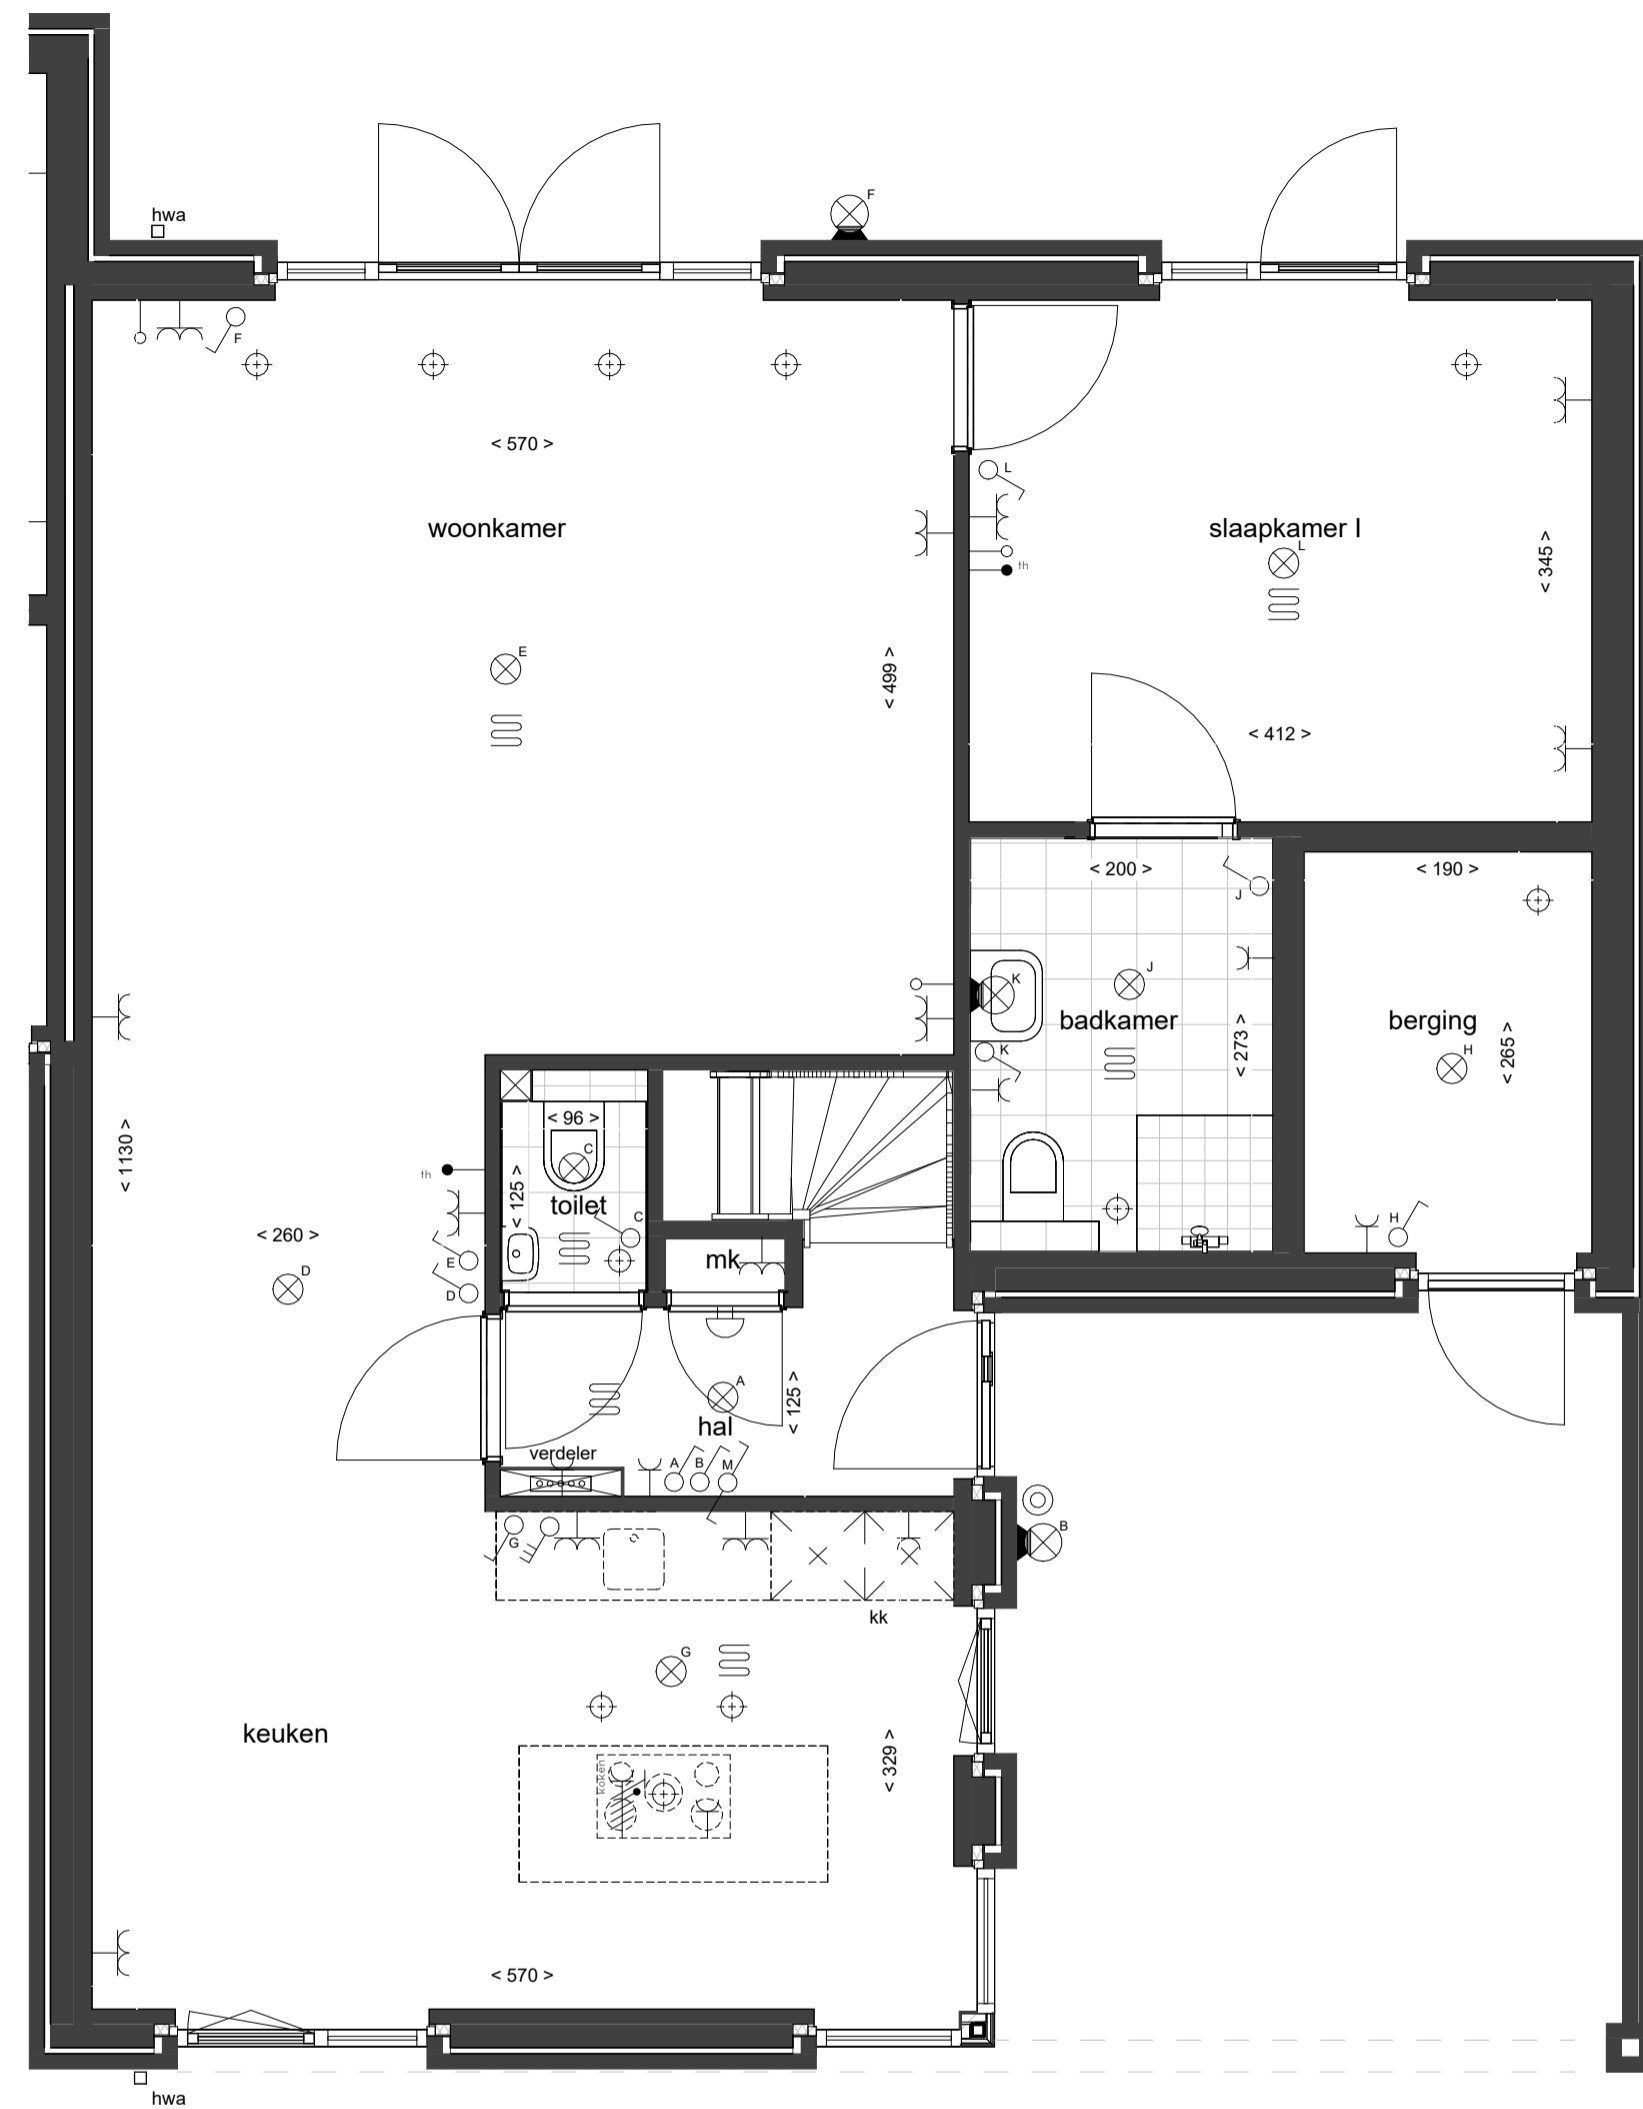 hwa
F
F
< 570 >
L
woonkamer
slaapkamer I
L
th
< 345 >
E
< 499 >
< 412 >
< 200 >
< 190 >
J
K
J
badkamer
berging
K
< 273 >
H
< 265 >
< 96 >
< 1130 >
C
th
< 125 >
toilet
C
H
< 260 >
E
mk
D
D
A
< 125 >
hal
verdeler
A
B
M
G
B
kk
G
keuken
< 329 >
koken
< 570 >
hwa